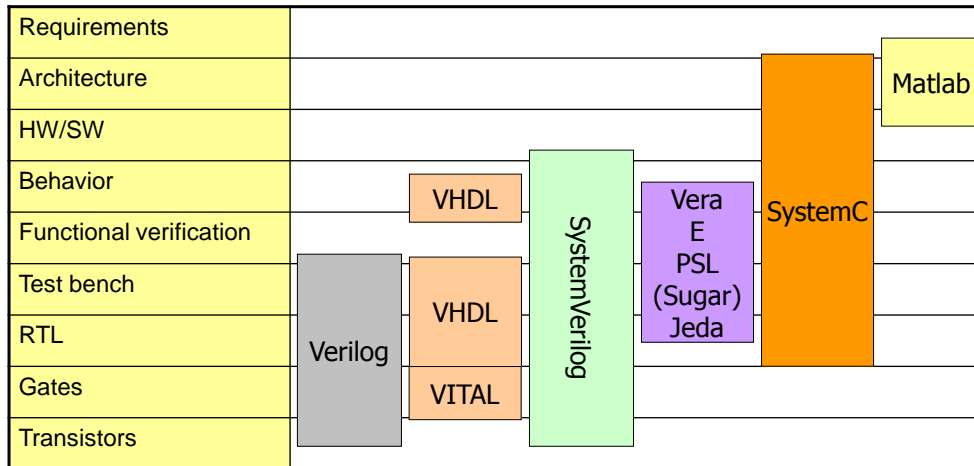 Requirements
Architecture
HW/SW
Behavior
Functional verification
Test bench
RTL
Gates
Transistors
Verilog
VHDL
VHDL
VITAL
SystemVerilog
Vera
E
PSL
(Sugar)
Jeda
SystemC
Matlab